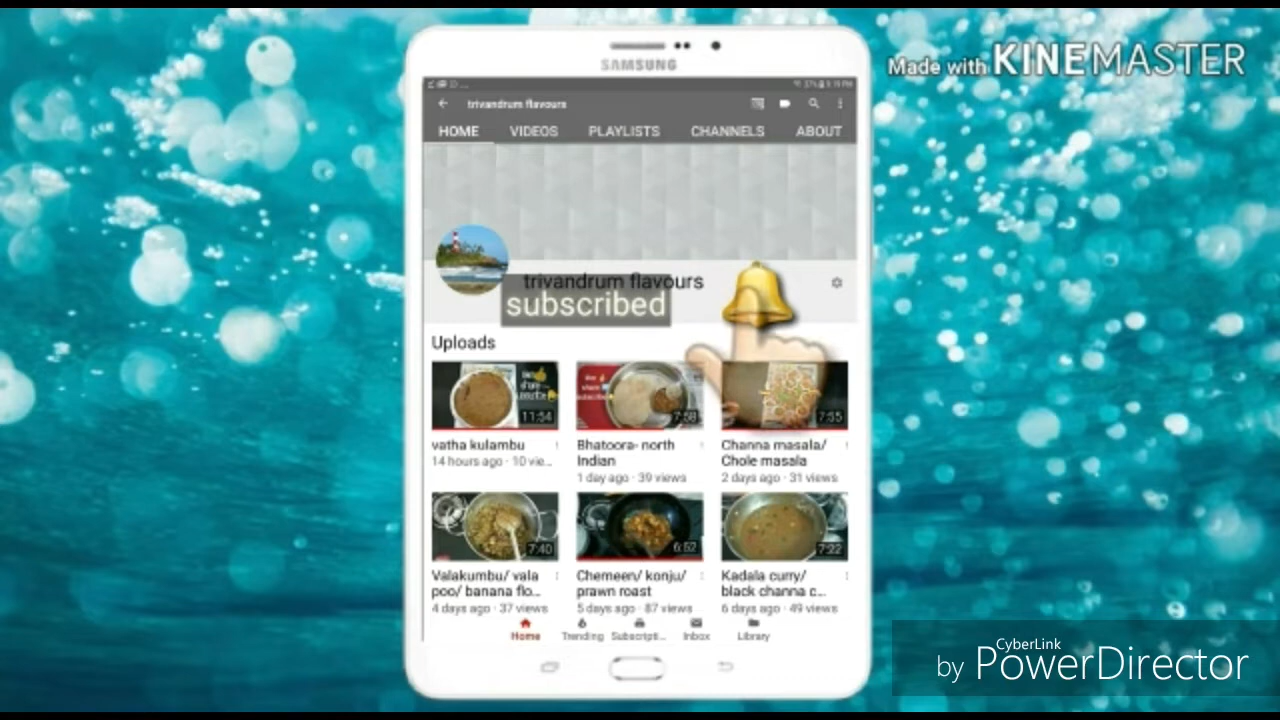 Made with KINEMASTER
SAMSUNG
trivandrum flavours
HOME VIDEOS PLAYLISTS CHANNELS ABOUT
trivandrum flavours
subscribed
Uploads
11:54
7:58
7:55
vatha kulambu
14 hours ago · 10 vie...
Bhatoora- north
Indian
1 day ago · 39 views
Channa masala/
Chole masala
2 days ago · 31 views
7:40
6:52
7:22
Valakumbu/ vala
poo/ banana flo...
4 days ago · 37 views
Chemeen/ konju/
prawn roast
5 days ago · 87 views
Kadala curry/
black channa c...
6 days ago · 49 views
Home Trending Subscripti... Inbox Library
CyberLink
by PowerDirector